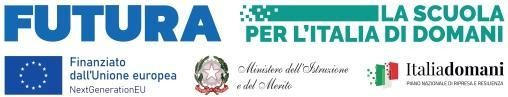 FUTURA
LA SCUOLA
PER L'ITALIA DI DOMANI
Finanziato
dall'Unione europea
NextGenerationEU
Ministero dell'Istruzione
e del Merito
Italiadomani
PIANO NAZIONALE DI RIPRESA E RESILIENZA